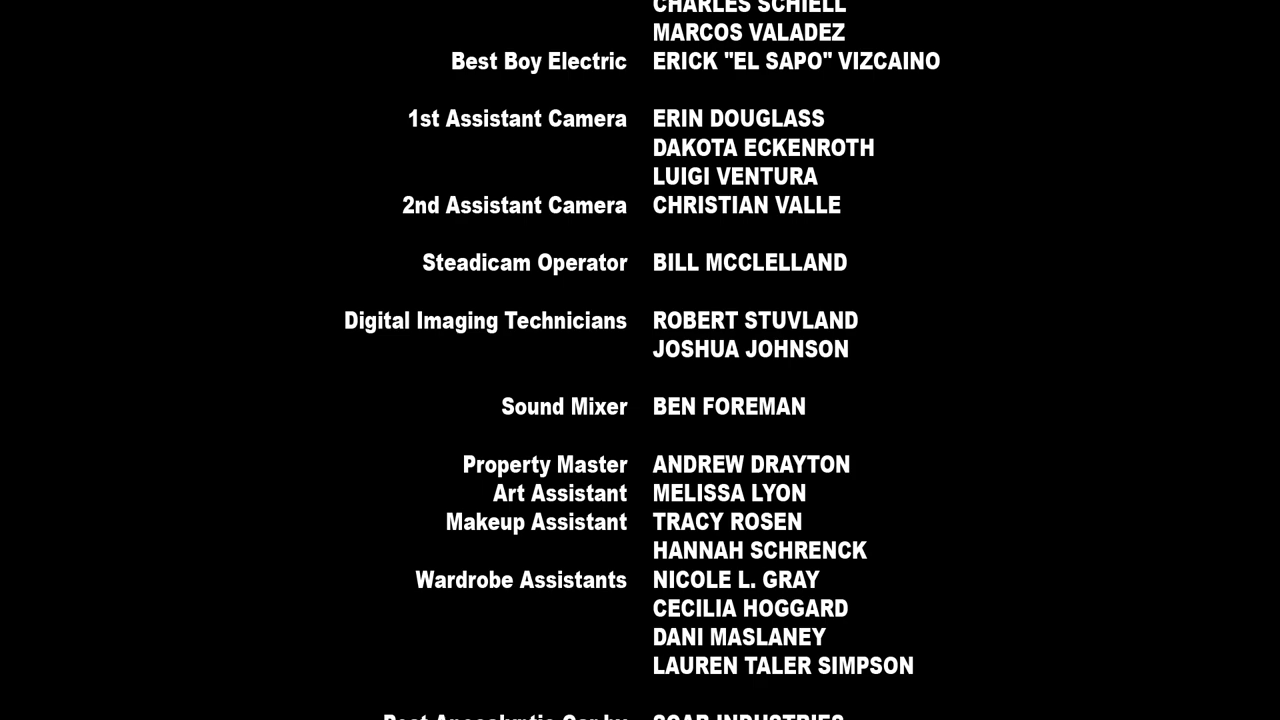 CHARLES SCHIELL
MARCOS VALADEZ
Best Boy Electric ERICK "EL SAPO" VIZCAINO
1st Assistant Camera ERIN DOUGLASS
DAKOTA ECKENROTH
LUIGI VENTURA
2nd Assistant Camera CHRISTIAN VALLE
Steadicam Operator BILL MCCLELLAND
Digital Imaging Technicians ROBERT STUVLAND
JOSHUA JOHNSON
Sound Mixer BEN FOREMAN
Property Master ANDREW DRAYTON
Art Assistant MELISSA LYON
Makeup Assistant TRACY ROSEN
HANNAH SCHRENCK
Wardrobe Assistants NICOLE L. GRAY
CECILIA HOGGARD
DANI MASLANEY
LAUREN TALER SIMPSON
Post Apocalyptic Car by INDUSTRIES